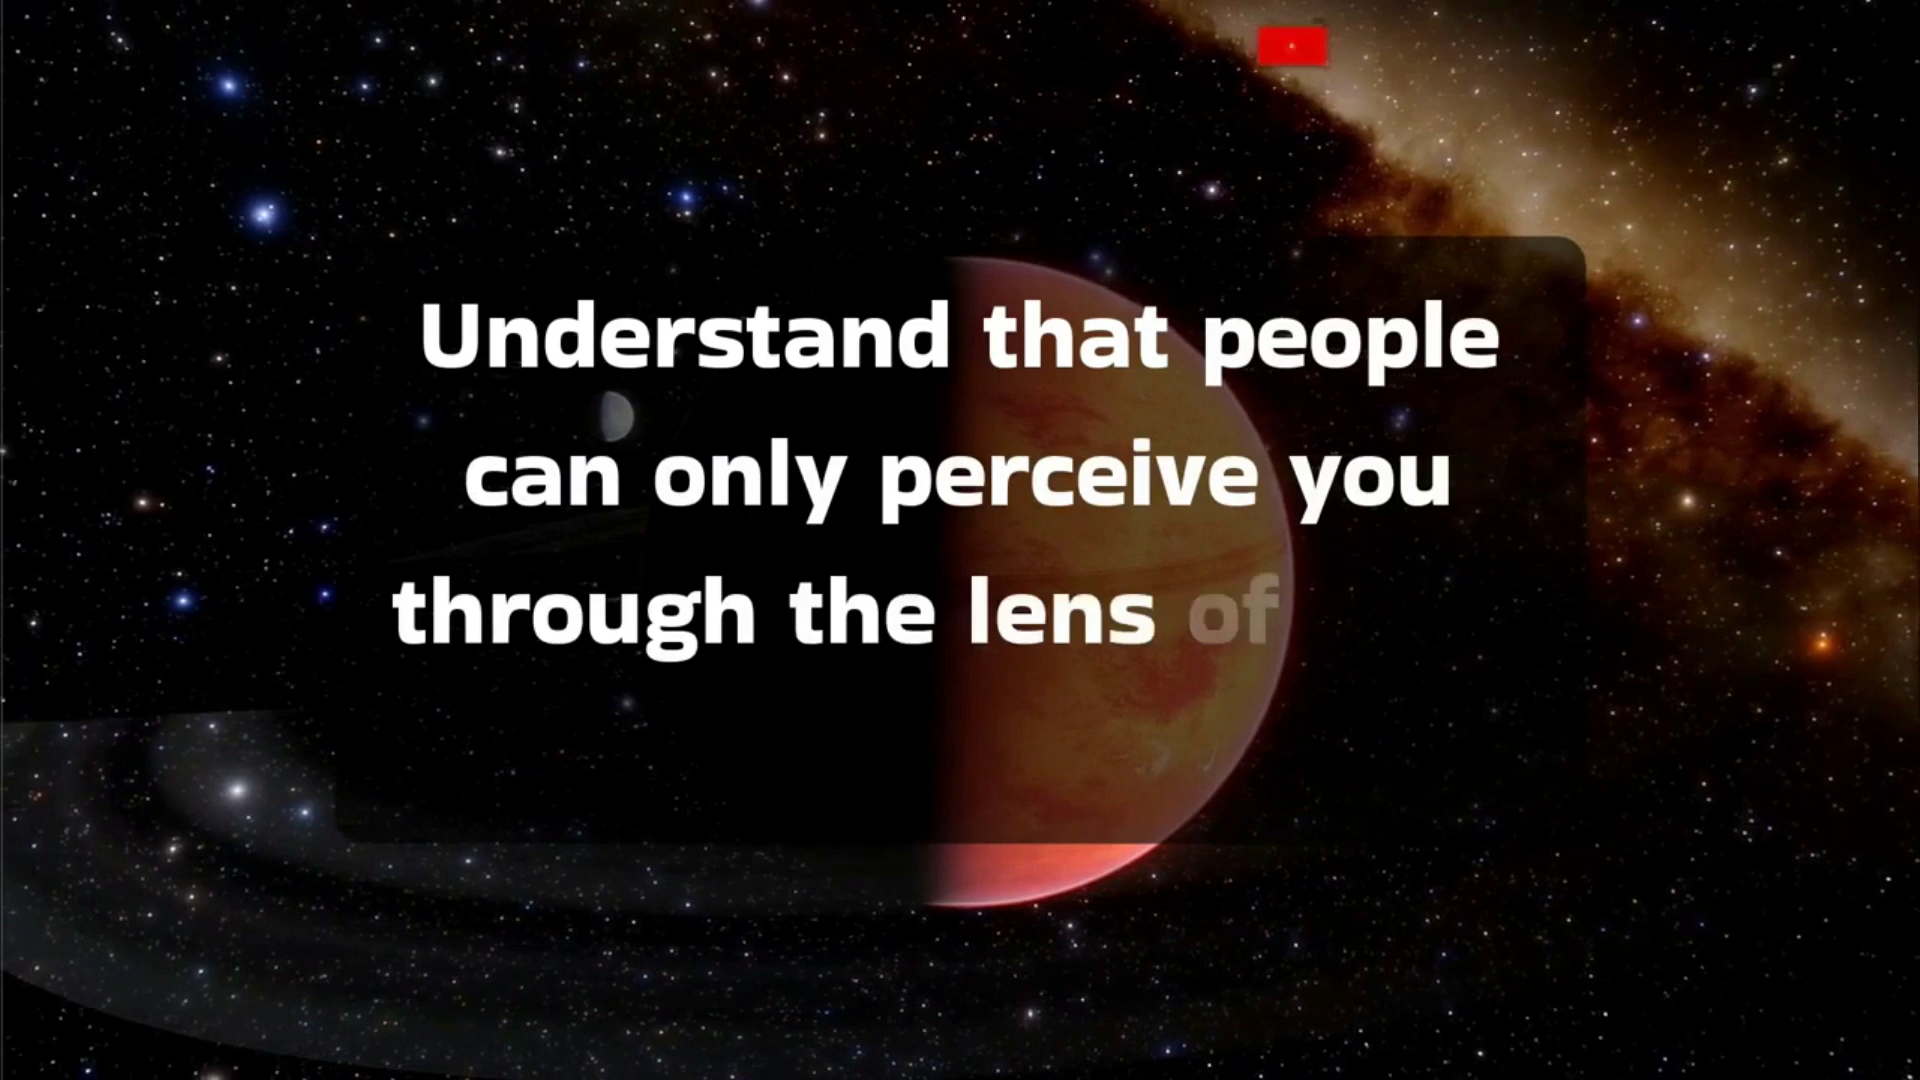 Understand that people
can only perceive you
through the lens of